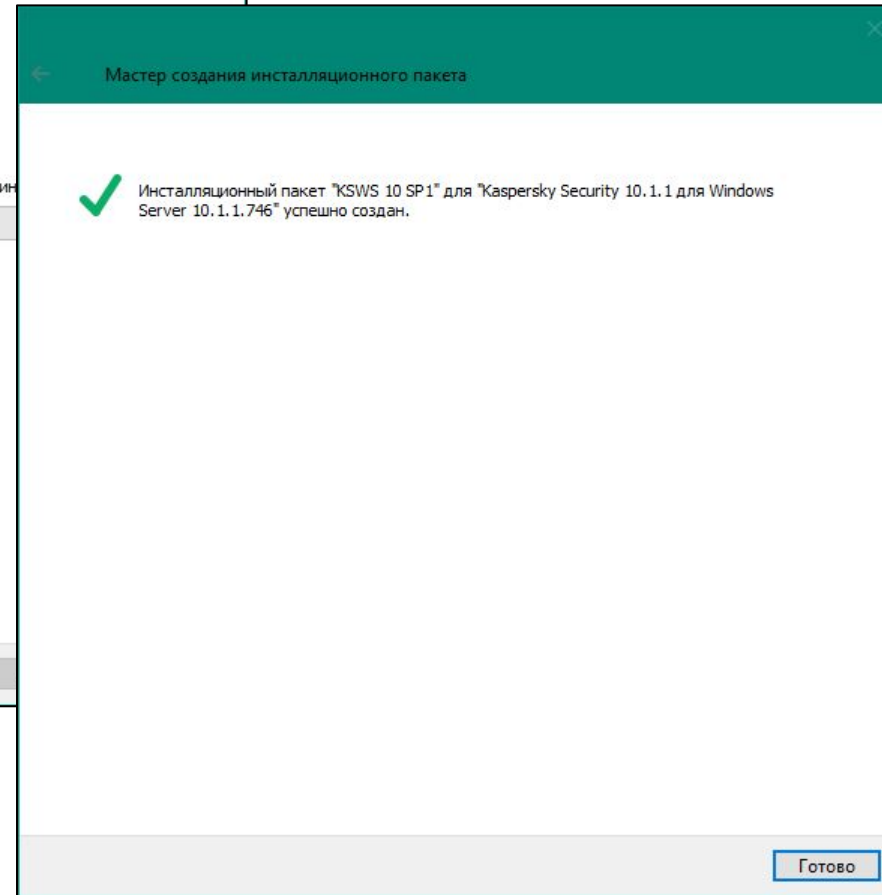 Мастер создания инсталляционного пакета
Инсталляционный пакет "KSWS 10 SP1" для "Kaspersky Security 10.1.1 для Windows
Server 10.1.1.746" успешно создан.
Готово